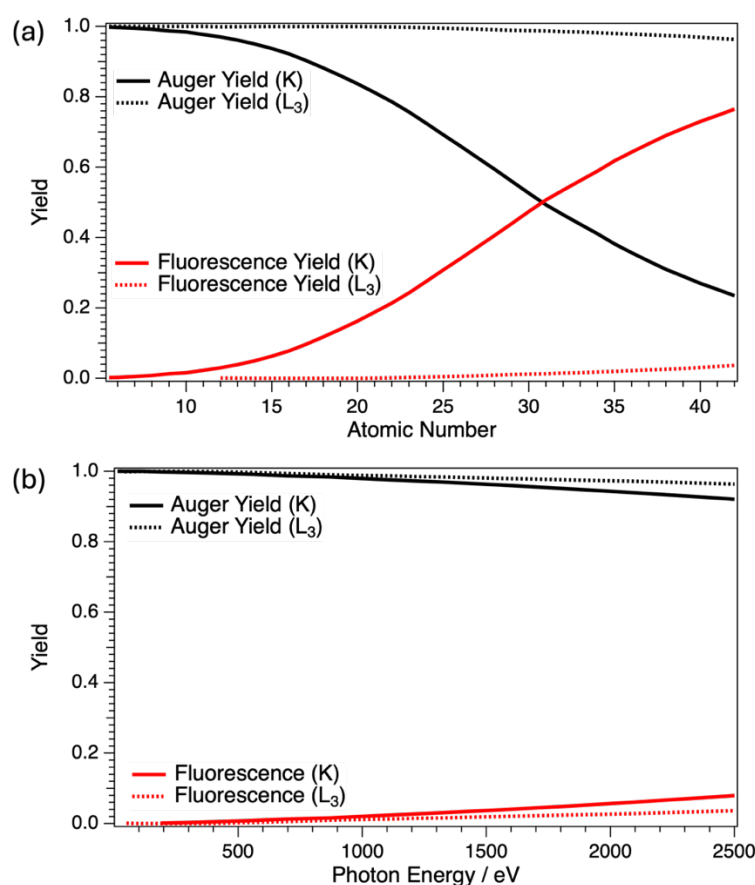 (a)
1.0
0.8
0.6
0.4
0.2
0.0
Yield
Auger Yield (K)
Auger Yield (L₃)
Fluorescence Yield (K)
Fluorescence Yield (L₃)
10 15 20 25 30 35 40
Atomic Number
(b)
1.0
0.8
0.6
0.4
0.2
0.0
Yield
Auger Yield (K)
Auger Yield (L₃)
Fluorescence (K)
Fluorescence (L₃)
500 1000 1500 2000 2500
Photon Energy / eV